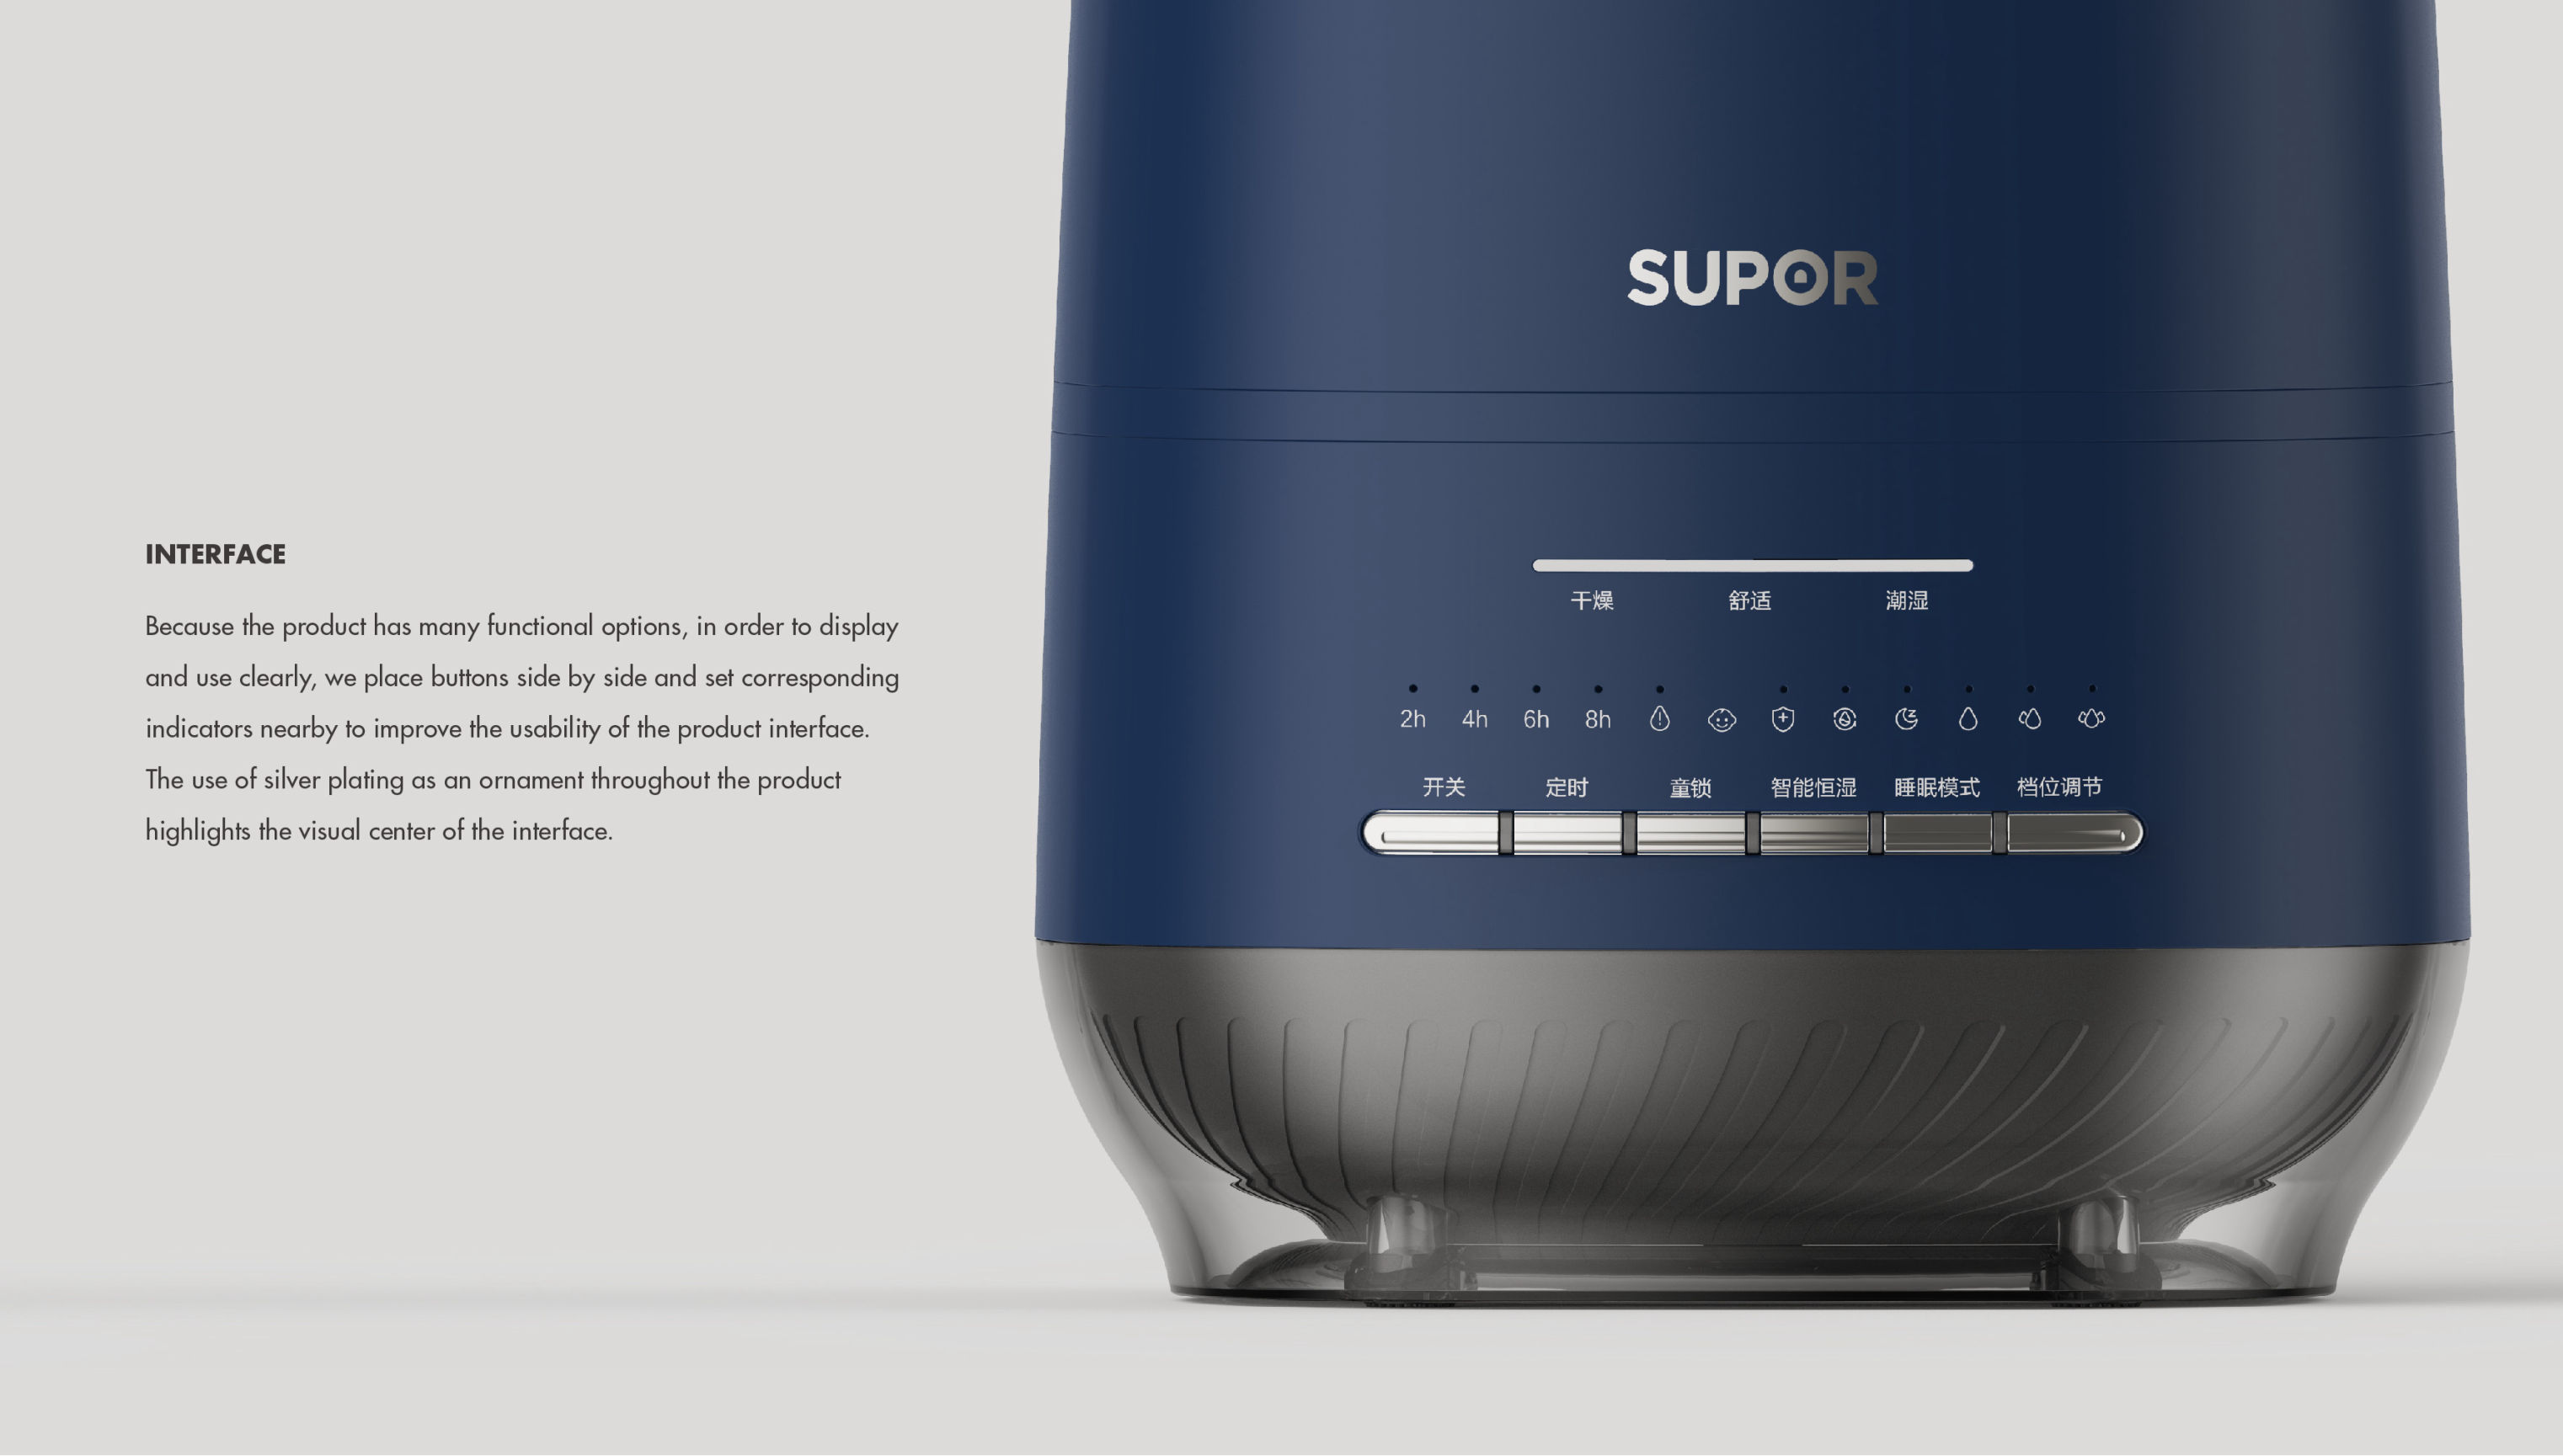 SUPOR
INTERFACE
Because the product has many functional options, in order to display
and use clearly, we place buttons side by side and set corresponding
indicators nearby to improve the usability of the product interface.
The use of silver plating as an ornament throughout the product
highlights the visual center of the interface.
干燥 舒适 潮湿
2h 4h 6h 8h
开关 定时 童锁 智能恒湿 睡眠模式 档位调节